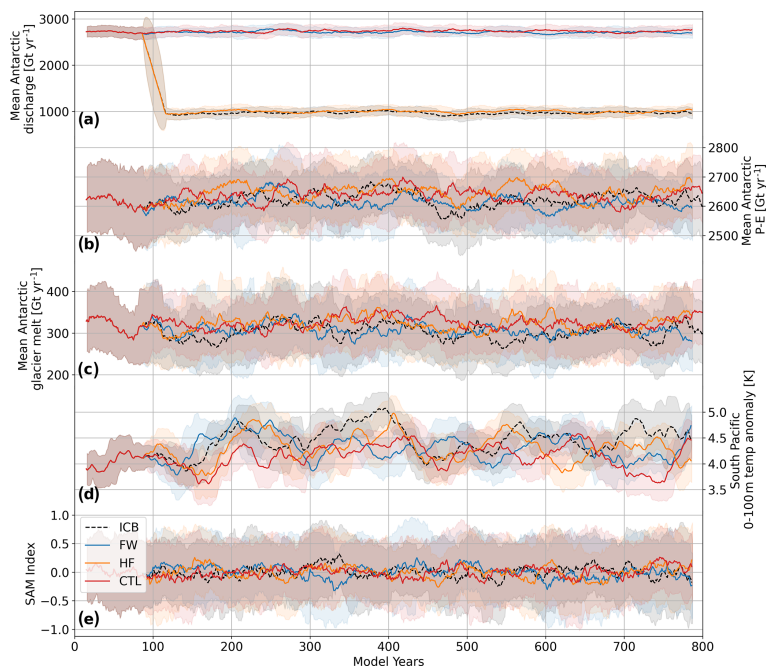 3000
2000
1000
Mean Antarctic
discharge [Gt yr⁻¹]
(a)
2800
2700
2600
2500
Mean Antarctic
P-E [Gt yr⁻¹]
(b)
400
300
200
Mean Antarctic
glacier melt [Gt yr⁻¹]
(c)
5.0
4.5
4.0
3.5
South Pacific
0-100m temp anomaly [K]
(d)
1.0
0.5
0.0
−0.5
−1.0
SAM Index
ICB
FW
HF
CTL
(e)
0 100 200 300 400 500 600 700 800
Model Years